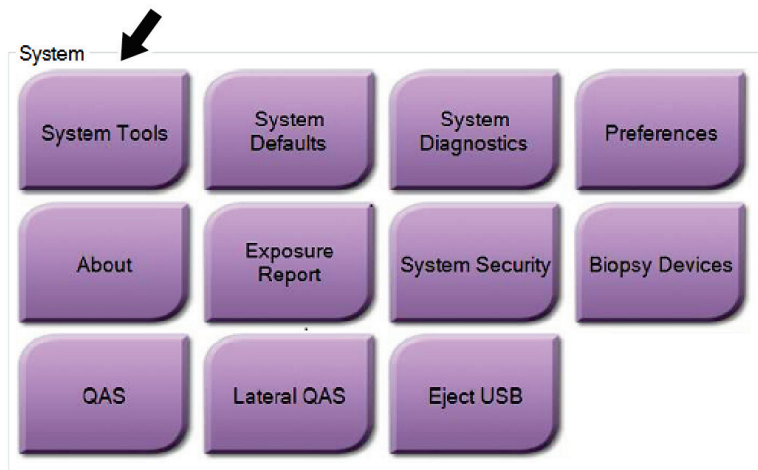 System
System Tools
System
Defaults
System
Diagnostics
Preferences
About
Exposure
Report
System Security
Biopsy Devices
QAS
Lateral QAS
Eject USB